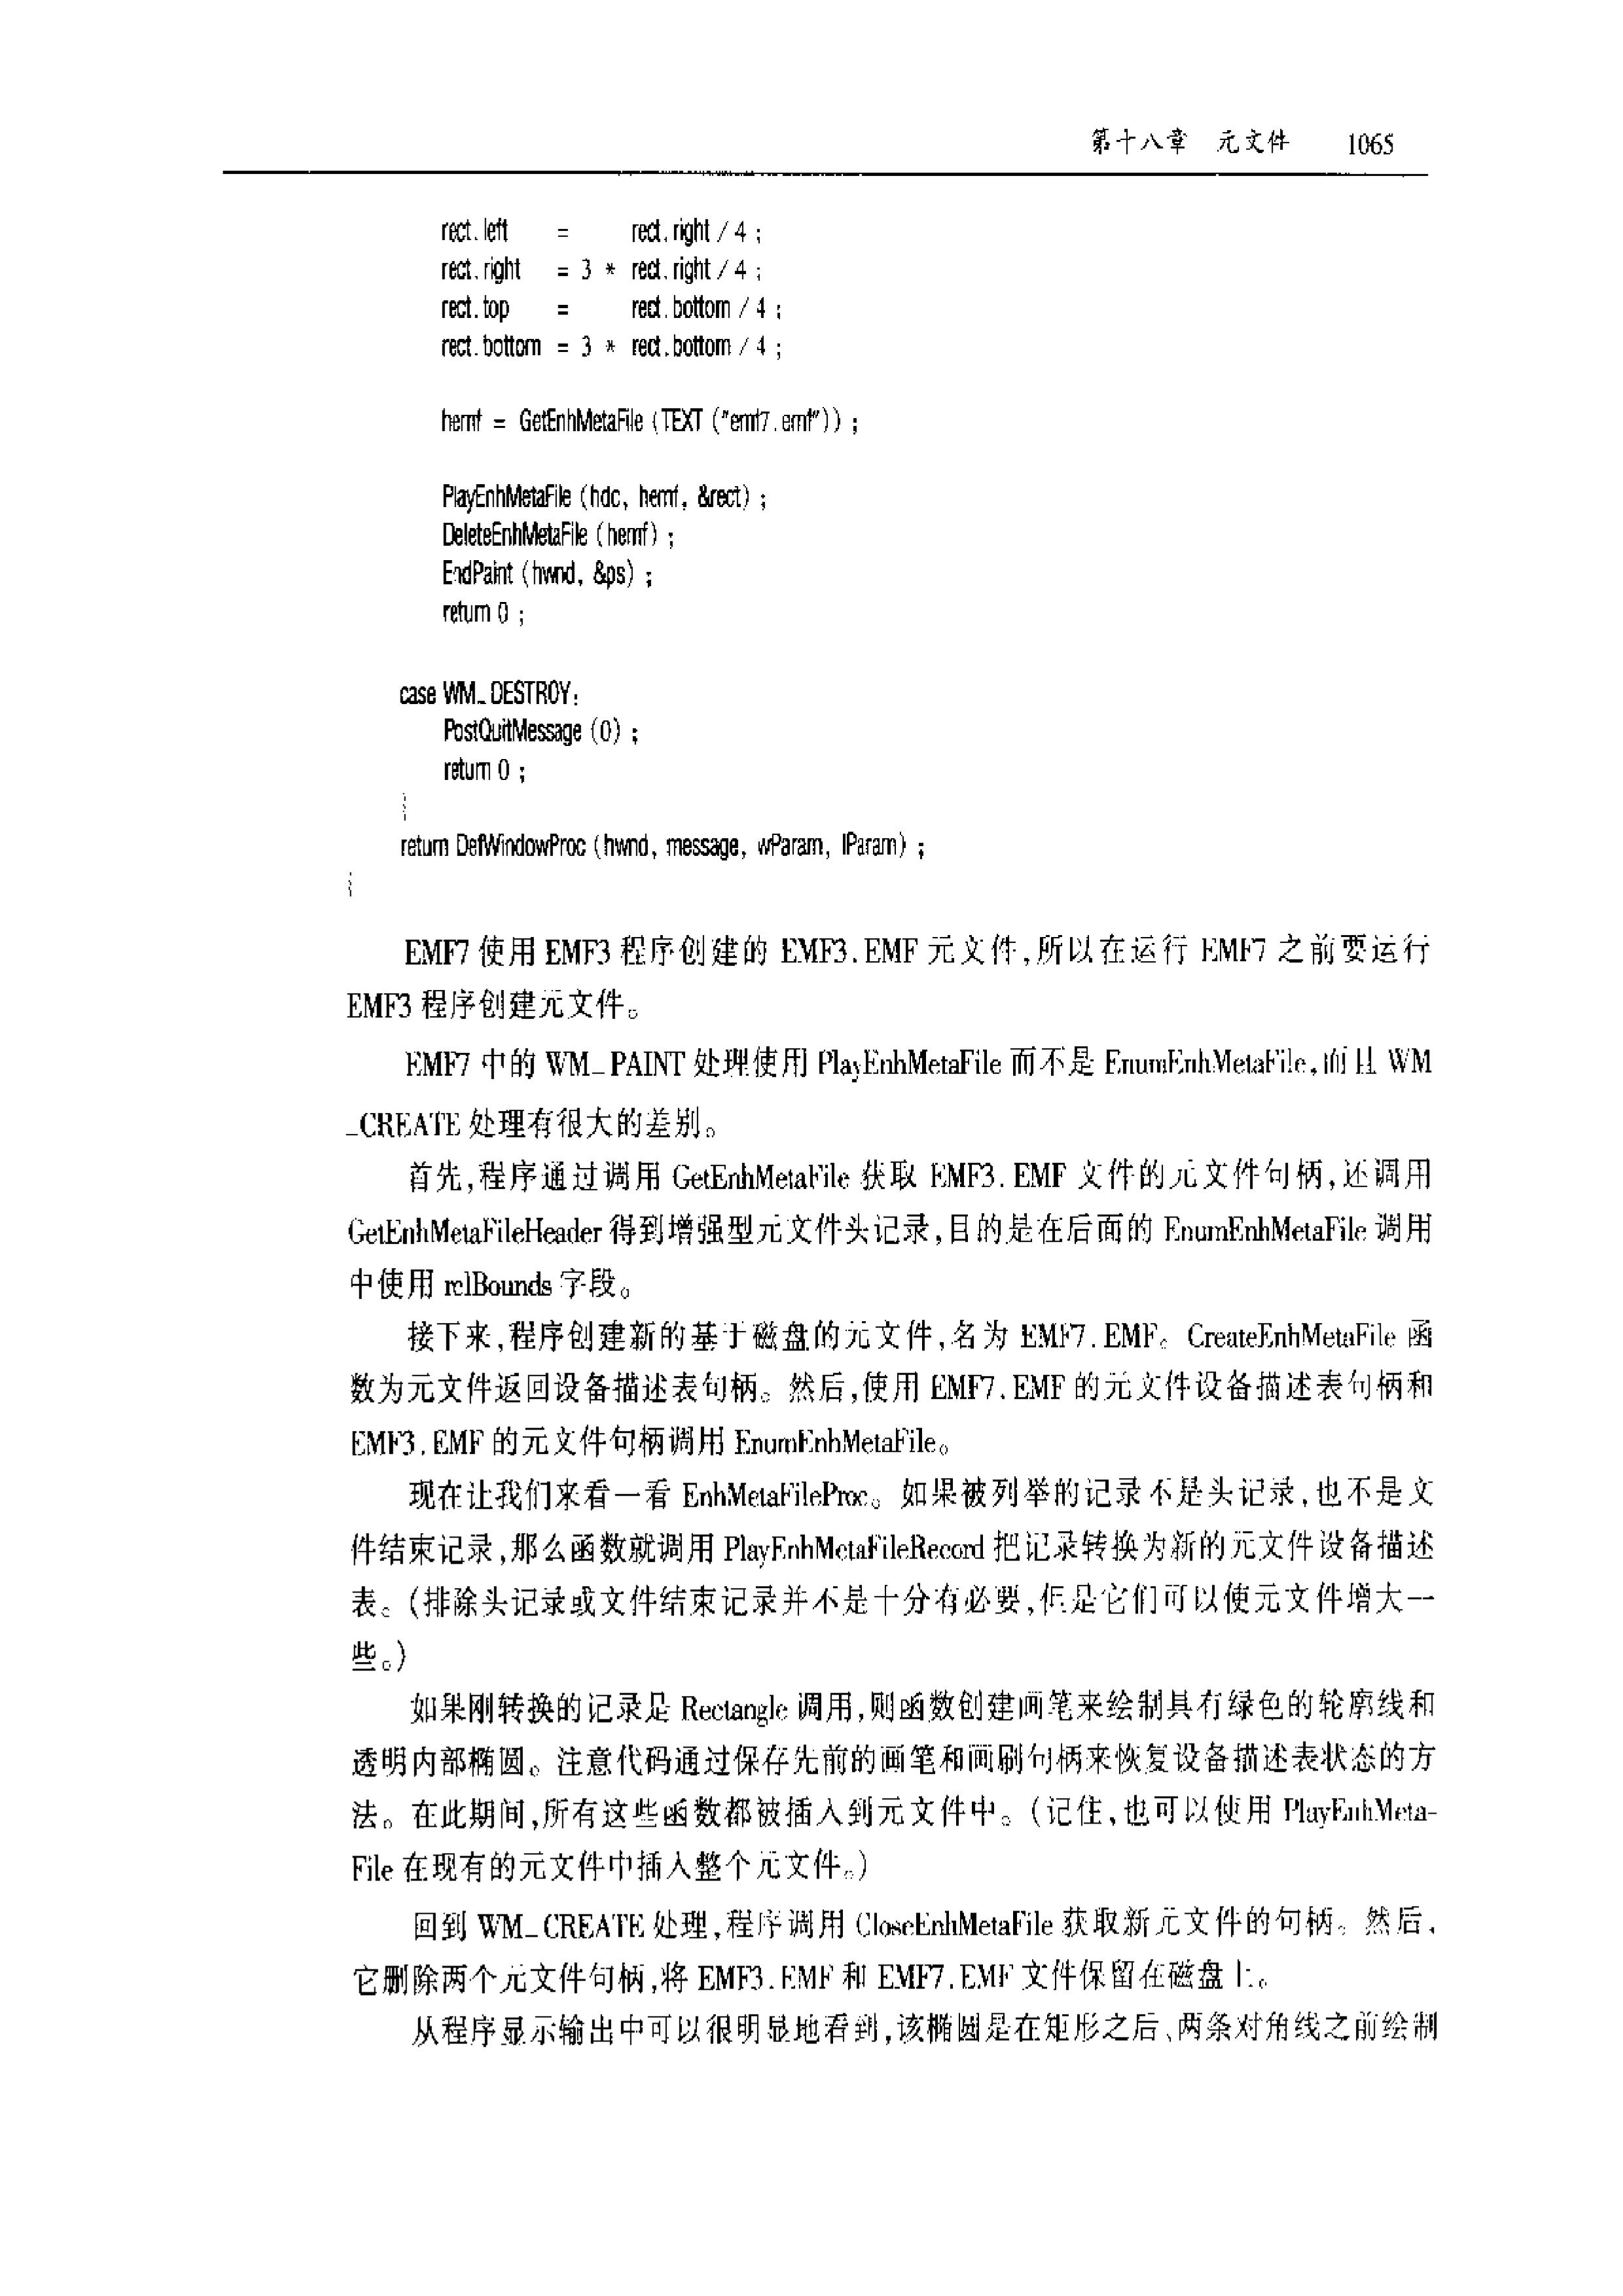 第十八章 元文件 1065
rect.left = rect.right / 4 ;
rect.right = 3 * rect.right / 4 ;
rect.top = rect.bottom / 4 ;
rect.bottom = 3 * rect.bottom / 4 ;
hemf = GetEnhMetaFile (TEXT ("emf7.emf")) ;
PlayEnhMetaFile (hdc, hemf, &rect) ;
DeleteEnhMetaFile (hemf) ;
EndPaint (hwnd, &ps) ;
return 0 ;
case WM_DESTROY:
PostQuitMessage (0) ;
return 0 ;
}
return DefWindowProc (hwnd, message, wParam, lParam) ;
}
EMF7 使用 EMF3 程序创建的 EMF3.EMF 元文件,所以在运行 EMF7 之前要运行
EMF3 程序创建元文件。
EMF7 中的 WM_PAINT 处理使用 PlayEnhMetaFile 而不是 EnumEnhMetaFile,而且 WM
_CREATE 处理有很大的差别。
首先,程序通过调用 GetEnhMetaFile 获取 EMF3.EMF 文件的元文件句柄,还调用
GetEnhMetaFileHeader 得到增强型元文件头记录,目的是在后面的 EnumEnhMetaFile 调用
中使用 rclBounds 字段。
接下来,程序创建新的基于磁盘的元文件,名为 EMF7.EMF。CreateEnhMetaFile 函
数为元文件返回设备描述表句柄。然后,使用 EMF7.EMF 的元文件设备描述表句柄和
EMF3.EMF 的元文件句柄调用 EnumEnhMetaFile。
现在让我们来看一看 EnhMetaFileProc。如果被列举的记录不是头记录,也不是文
件结束记录,那么函数就调用 PlayEnhMetaFileRecord 把记录转换为新的元文件设备描述
表。(排除头记录或文件结束记录并不是十分有必要,但是它们可以使元文件增大一
些。)
如果刚转换的记录是 Rectangle 调用,则函数创建画笔来绘制具有绿色的轮廓线和
透明内部椭圆。注意代码通过保存先前的画笔和画刷句柄来恢复设备描述表状态的方
法。在此期间,所有这些函数都被插入到元文件中。(记住,也可以使用 PlayEnhMeta-
File 在现有的元文件中插入整个元文件。)
回到 WM_CREATE 处理,程序调用 CloseEnhMetaFile 获取新元文件的句柄。然后,
它删除两个元文件句柄,将 EMF3.EMF 和 EMF7.EMF 文件保留在磁盘上。
从程序显示输出中可以很明显地看到,该椭圆是在矩形之后、两条对角线之前绘制